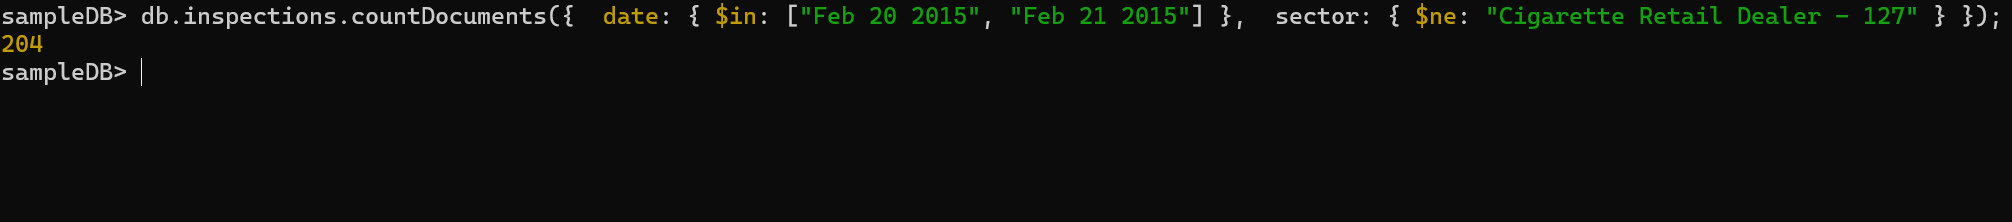 sampleDB> db.inspections.countDocuments({  date: { $in: ["Feb 20 2015", "Feb 21 2015"] },  sector: { $ne: "Cigarette Retail Dealer - 127" } });
204
sampleDB>